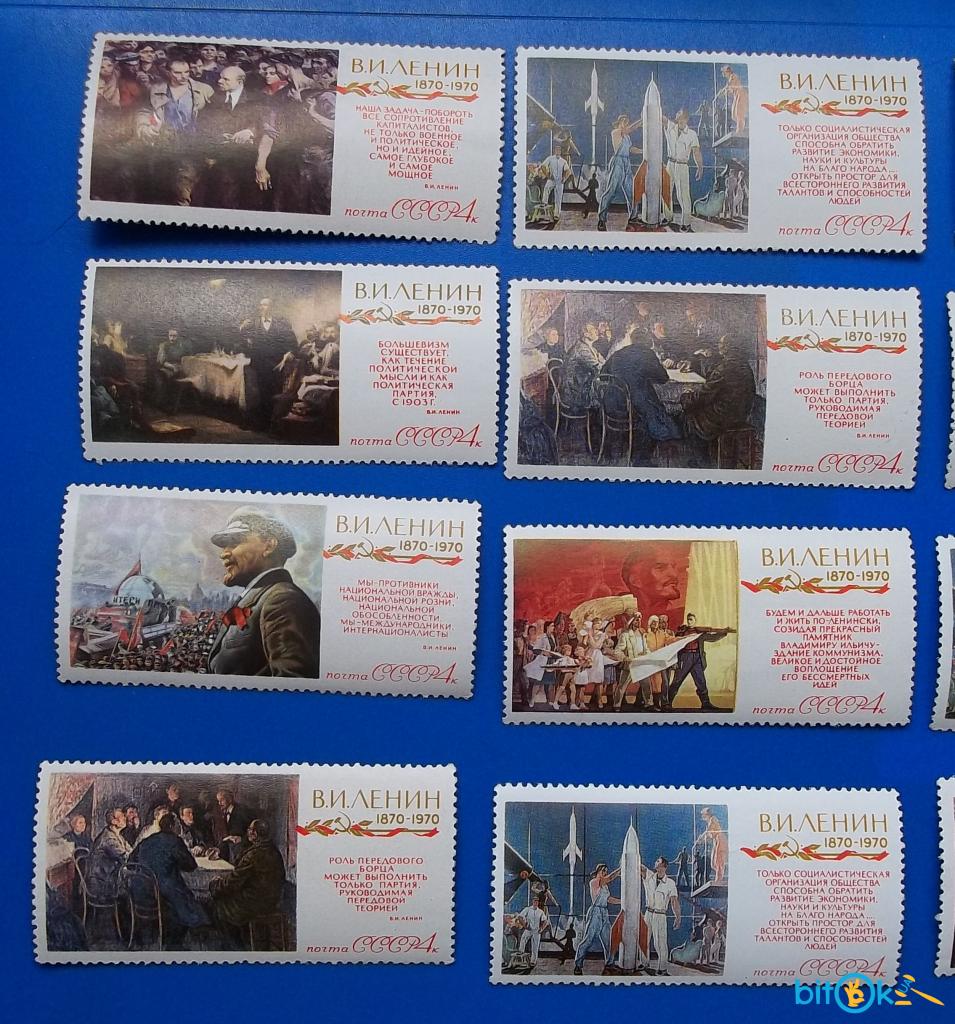 В.И.ЛЕНИН
1870-1970
НАША ЗАДАЧА-ПОБОРОТЬ
ВСЕ СОПРОТИВЛЕНИЕ
КАПИТАЛИСТОВ,
НЕ ТОЛЬКО ВОЕННОЕ
И ПОЛИТИЧЕСКОЕ,
НО И ИДЕЙНОЕ,
САМОЕ ГЛУБОКОЕ
И САМОЕ
МОЩНОЕ
В.И.ЛЕНИН
почта СССР 4к
В.И.ЛЕНИН
1870-1970
ТОЛЬКО СОЦИАЛИСТИЧЕСКАЯ
ОРГАНИЗАЦИЯ ОБЩЕСТВА
СПОСОБНА ОБРАТИТЬ
РАЗВИТИЕ ЭКОНОМИКИ,
НАУКИ И КУЛЬТУРЫ
НА БЛАГО НАРОДА...
ОТКРЫТЬ ПРОСТОР ДЛЯ
ВСЕСТОРОННЕГО РАЗВИТИЯ
ТАЛАНТОВ И СПОСОБНОСТЕЙ
ЛЮДЕЙ
почта СССР 4к
В.И.ЛЕНИН
1870-1970
БОЛЬШЕВИЗМ
СУЩЕСТВУЕТ,
КАК ТЕЧЕНИЕ
ПОЛИТИЧЕСКОЙ
МЫСЛИ И КАК
ПОЛИТИЧЕСКАЯ
ПАРТИЯ,
С 1903 Г.
В.И.ЛЕНИН
почта СССР 4к
В.И.ЛЕНИН
1870-1970
РОЛЬ ПЕРЕДОВОГО
БОРЦА
МОЖЕТ ВЫПОЛНИТЬ
ТОЛЬКО ПАРТИЯ,
РУКОВОДИМАЯ
ПЕРЕДОВОЙ
ТЕОРИЕЙ
В.И.ЛЕНИН
почта СССР 4к
НТЕСН
В.И.ЛЕНИН
1870-1970
МЫ-ПРОТИВНИКИ
НАЦИОНАЛЬНОЙ ВРАЖДЫ,
НАЦИОНАЛЬНОЙ РОЗНИ,
НАЦИОНАЛЬНОЙ
ОБОСОБЛЕННОСТИ.
МЫ-МЕЖДУНАРОДНИКИ,
ИНТЕРНАЦИОНАЛИСТЫ
В.И.ЛЕНИН
почта СССР 4к
В.И.ЛЕНИН
1870-1970
БУДЕМ И ДАЛЬШЕ РАБОТАТЬ
И ЖИТЬ ПО-ЛЕНИНСКИ,
СОЗИДАЯ ПРЕКРАСНЫЙ
ПАМЯТНИК
ВЛАДИМИРУ ИЛЬИЧУ-
ЗДАНИЕ КОММУНИЗМА,
ВЕЛИКОЕ И ДОСТОЙНОЕ
ВОПЛОЩЕНИЕ
ЕГО БЕССМЕРТНЫХ
ИДЕЙ
почта СССР 4к
В.И.ЛЕНИН
1870-1970
РОЛЬ ПЕРЕДОВОГО
БОРЦА
МОЖЕТ ВЫПОЛНИТЬ
ТОЛЬКО ПАРТИЯ,
РУКОВОДИМАЯ
ПЕРЕДОВОЙ
ТЕОРИЕЙ
В.И.ЛЕНИН
почта СССР 4к
В.И.ЛЕНИН
1870-1970
ТОЛЬКО СОЦИАЛИСТИЧЕСКАЯ
ОРГАНИЗАЦИЯ ОБЩЕСТВА
СПОСОБНА ОБРАТИТЬ
РАЗВИТИЕ ЭКОНОМИКИ,
НАУКИ И КУЛЬТУРЫ
НА БЛАГО НАРОДА...
ОТКРЫТЬ ПРОСТОР ДЛЯ
ВСЕСТОРОННЕГО РАЗВИТИЯ
ТАЛАНТОВ И СПОСОБНОСТЕЙ
ЛЮДЕЙ
почта СССР 4к
bitok UA